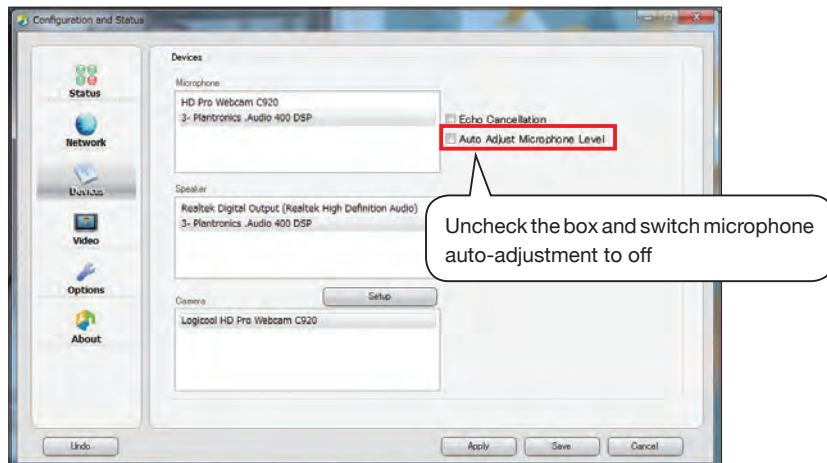 Configuration and Status
Status
Network
Devices
Video
Options
About
Devices
Microphone
HD Pro Webcam C920
3- Plantronics .Audio 400 DSP
Echo Cancellation
Auto Adjust Microphone Level
Speaker
Realtek Digital Output (Realtek High Definition Audio)
3- Plantronics .Audio 400 DSP
Uncheck the box and switch microphone
auto-adjustment to off
Setup
Camera
Logicool HD Pro Webcam C920
Undo
Apply
Save
Cancel